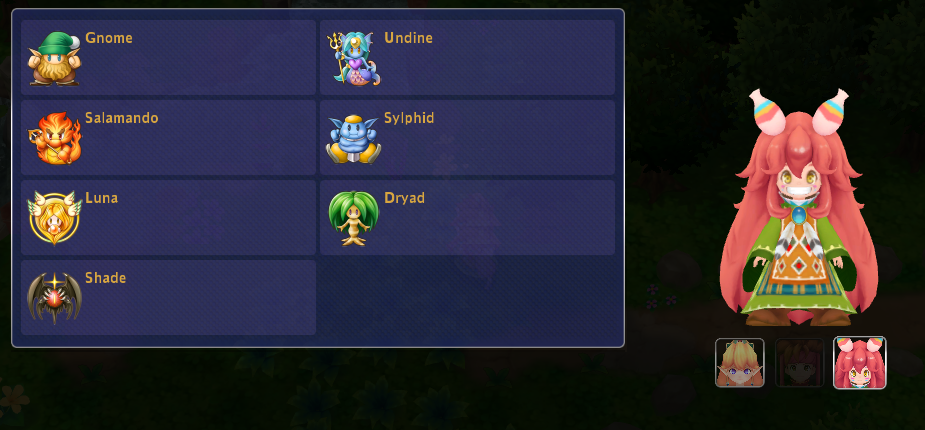 Gnome
Undine
Salamando
Sylphid
Luna
Dryad
Shade